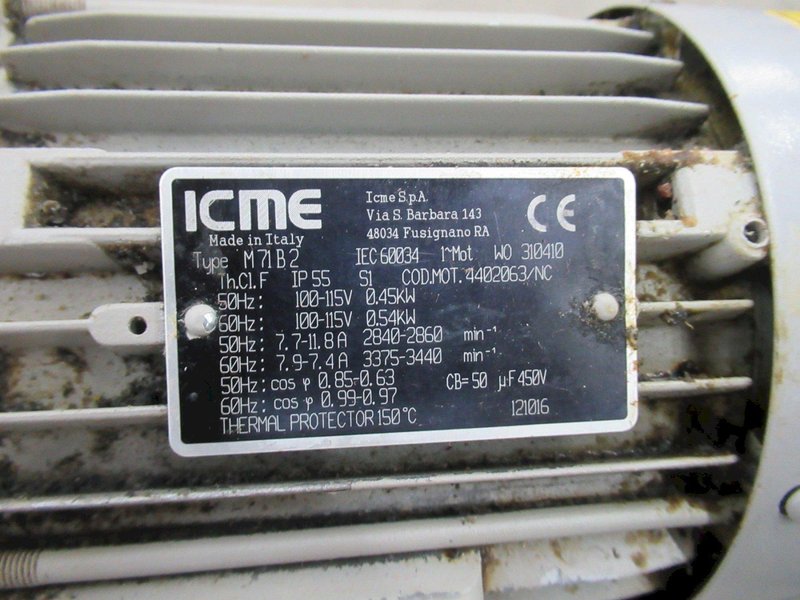 ICME
Icme S.p.A.
Via S. Barbara 143
48034 Fusignano RA
CE
Made in Italy
Type M71B2 IEC 60034 1~Mot WO 310410
Th.Cl.F IP 55 S1 COD.MOT. 4402063/NC
50Hz: 100-115V 0.45kW
60Hz: 100-115V 0.54kW
50Hz: 7.7-11.8 A 2840-2860 min⁻¹
60Hz: 7.9-7.4 A 3375-3440 min⁻¹
50Hz: cos φ 0.85-0.63 CB=50 µF 450V
60Hz: cos φ 0.99-0.97
THERMAL PROTECTOR 150 °C 121016